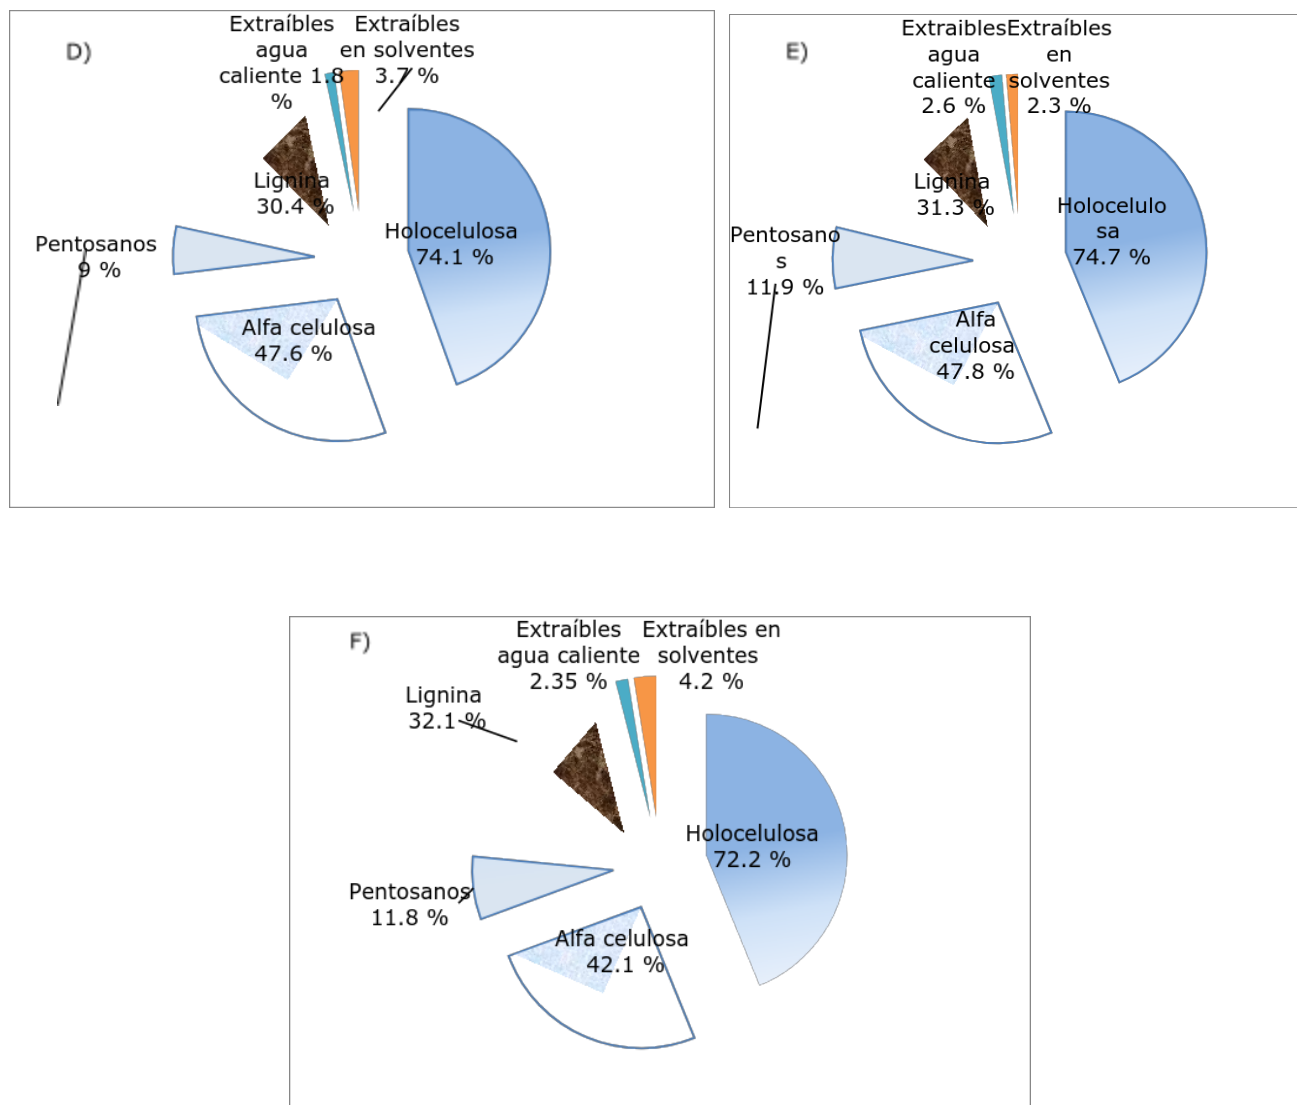 D)
Extraíbles
agua
caliente 1.8
%
Extraíbles
en solventes
3.7 %
Lignina
30.4 %
Holocelulosa
74.1 %
Pentosanos
9 %
Alfa celulosa
47.6 %
E)
Extraibles
agua
caliente
2.6 %
Extraíbles
en
solventes
2.3 %
Lignina
31.3 %
Holocelulo
sa
74.7 %
Pentosano
s
11.9 %
Alfa
celulosa
47.8 %
F)
Extraíbles
agua caliente
2.35 %
Extraíbles en
solventes
4.2 %
Lignina
32.1 %
Holocelulosa
72.2 %
Pentosanos
11.8 %
Alfa celulosa
42.1 %